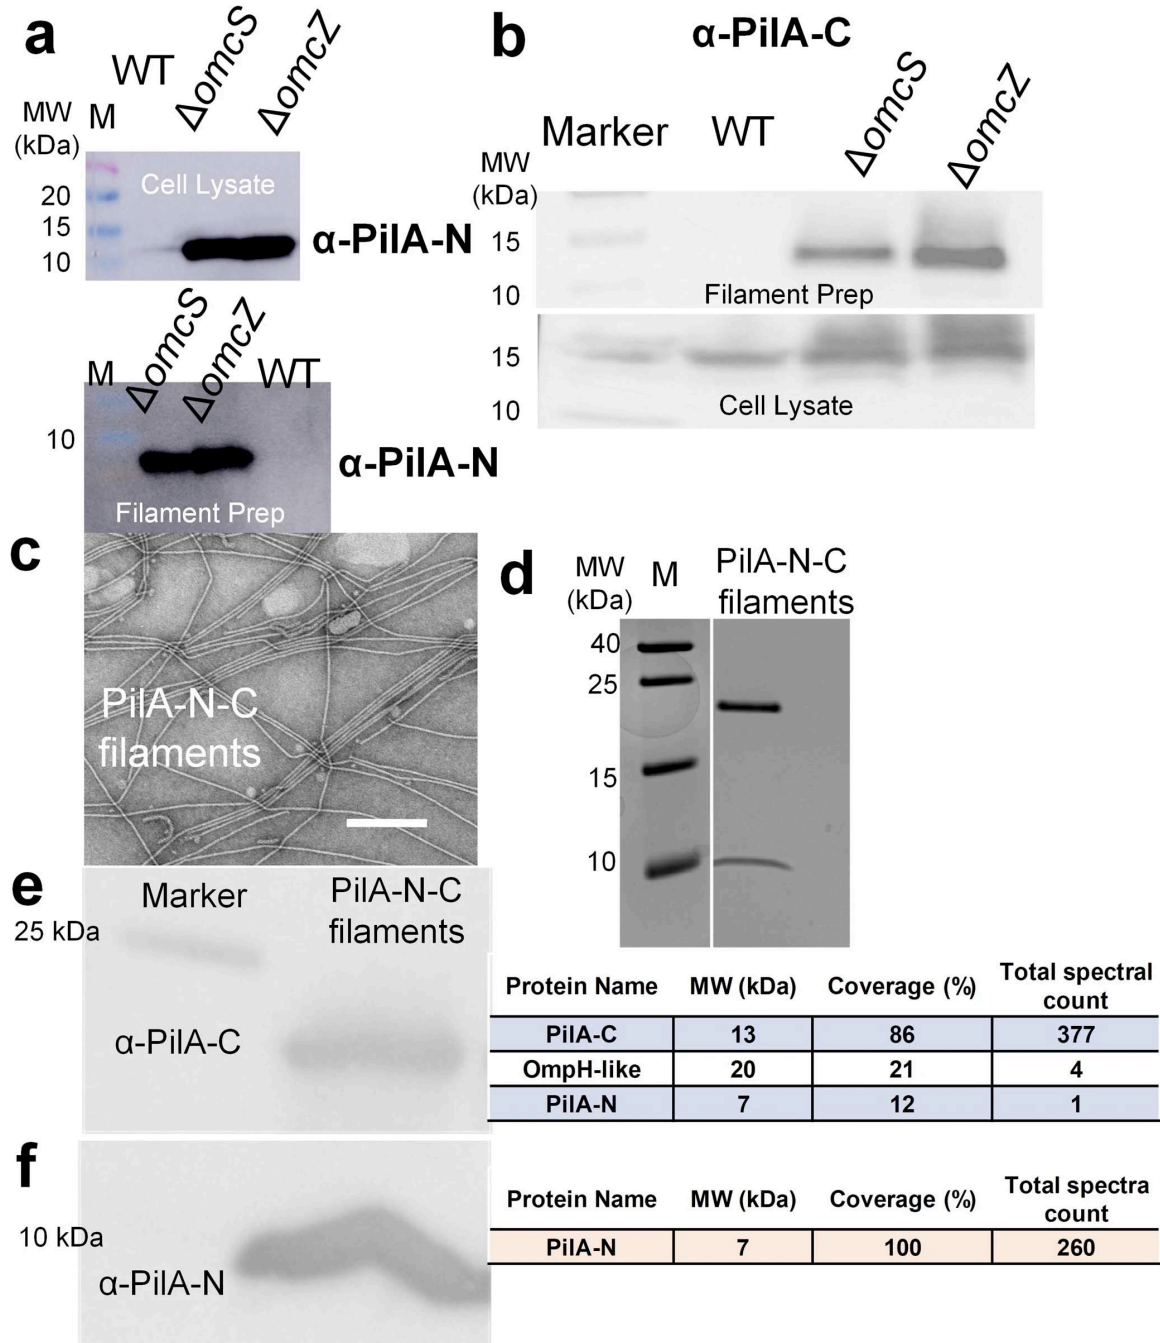 a
WT
ΔomcS
ΔomcZ
MW
(kDa)
M
Cell Lysate
20
15
10
α-PilA-N
M
ΔomcS
ΔomcZ
WT
10
α-PilA-N
Filament Prep
b
α-PilA-C
Marker
WT
ΔomcS
ΔomcZ
MW
(kDa)
15
10
Filament Prep
15
10
Cell Lysate
c
PilA-N-C
filaments
d
MW
(kDa)
M
PilA-N-C
filaments
40
25
15
10
e
Marker
PilA-N-C
filaments
25 kDa
α-PilA-C
Protein Name MW (kDa) Coverage (%) Total spectral count
PilA-C 13 86 377
OmpH-like 20 21 4
PilA-N 7 12 1
f
10 kDa
α-PilA-N
Protein Name MW (kDa) Coverage (%) Total spectra count
PilA-N 7 100 260